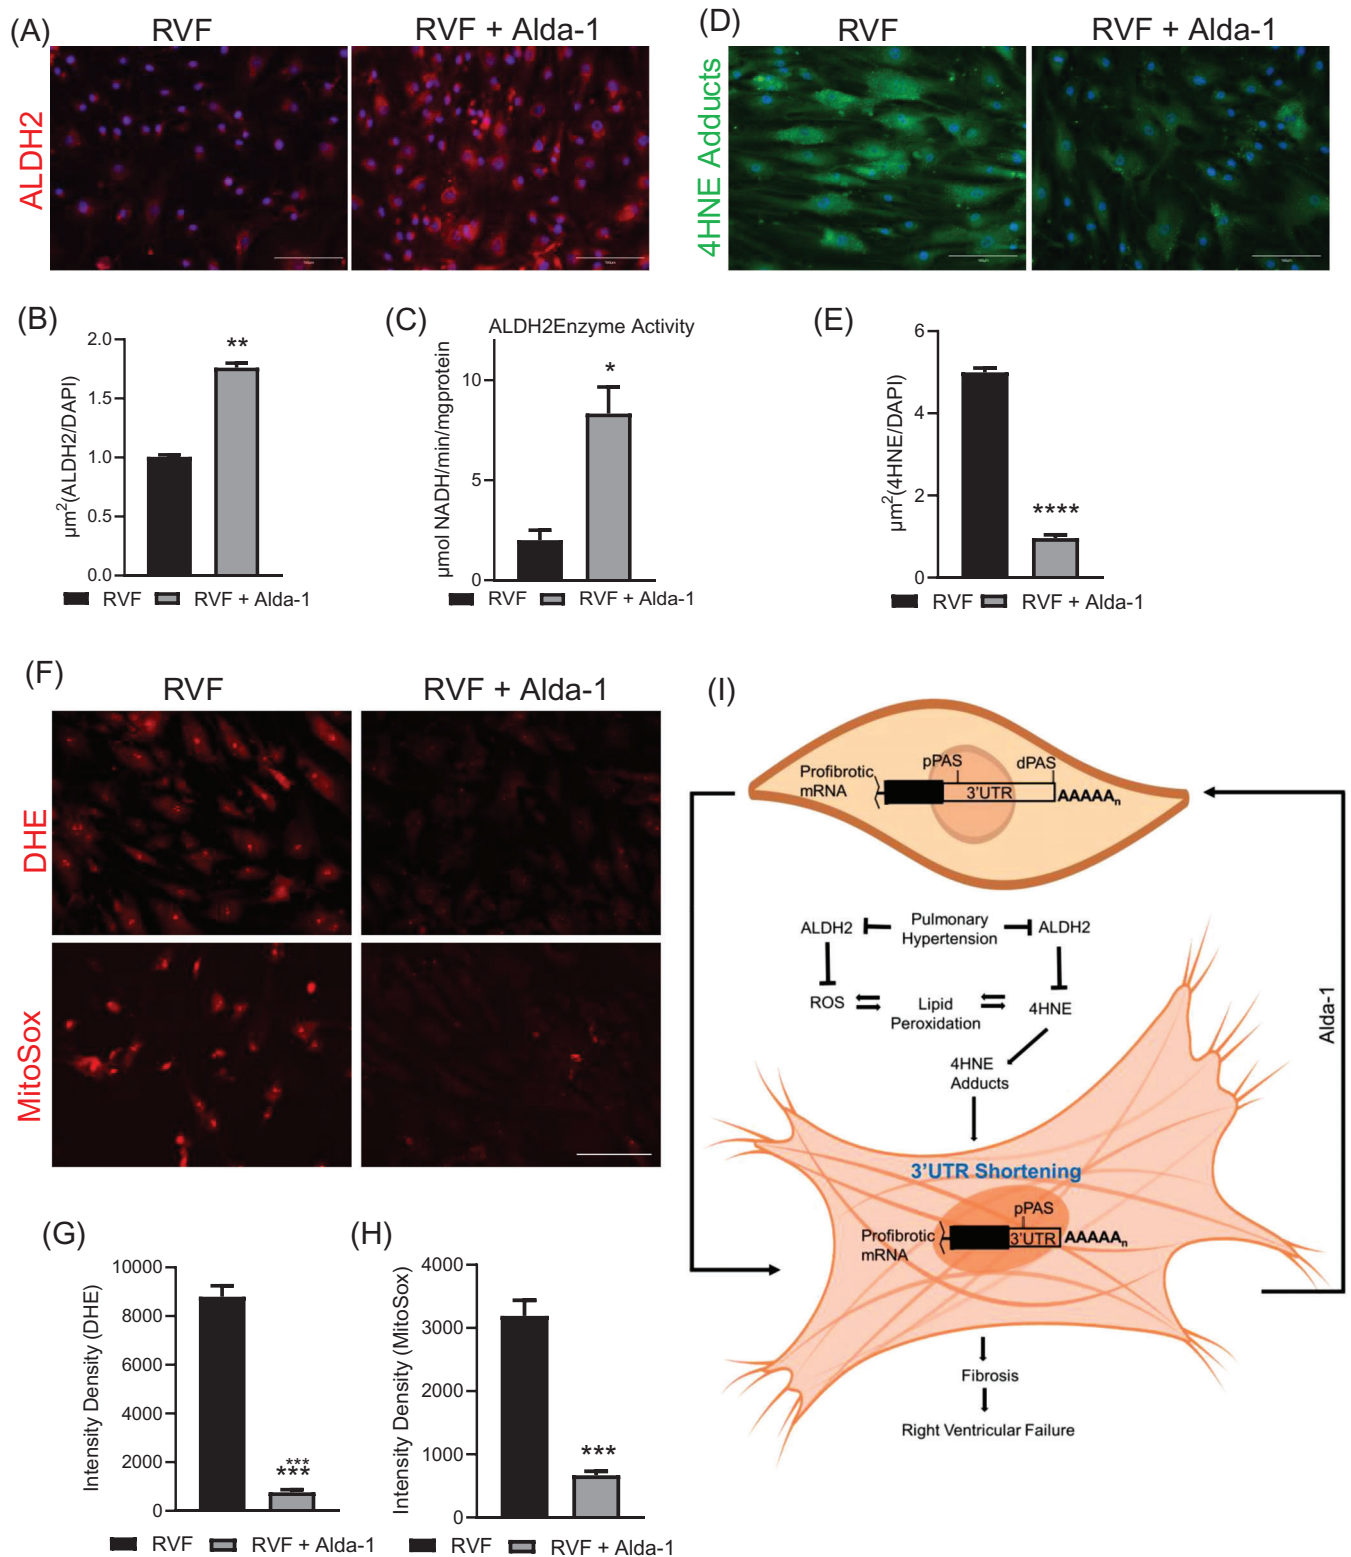 (A)
RVF
RVF + Alda-1
ALDH2
(D)
RVF
RVF + Alda-1
4HNE Adducts
(B)
µm2(ALDH2/DAPI)
2.0
1.5
1.0
0.5
0.0
**
RVF
RVF + Alda-1
(C)
ALDH2Enzyme Activity
µmol NADH/min/mgprotein
10
5
0
*
RVF
RVF + Alda-1
(E)
µm2(4HNE/DAPI)
6
4
2
0
****
RVF
RVF + Alda-1
(F)
RVF
RVF + Alda-1
DHE
MitoSox
(G)
Intensity Density (DHE)
10000
8000
6000
4000
2000
0
***
***
RVF
RVF + Alda-1
(H)
Intensity Density (MitoSox)
4000
3000
2000
1000
0
***
RVF
RVF + Alda-1
(I)
pPAS
dPAS
Profibrotic
mRNA
3'UTR
AAAAAn
ALDH2
Pulmonary
Hypertension
ALDH2
ROS
Lipid
Peroxidation
4HNE
4HNE
Adducts
Alda-1
3'UTR Shortening
pPAS
Profibrotic
mRNA
3'UTR
AAAAAn
Fibrosis
Right Ventricular Failure